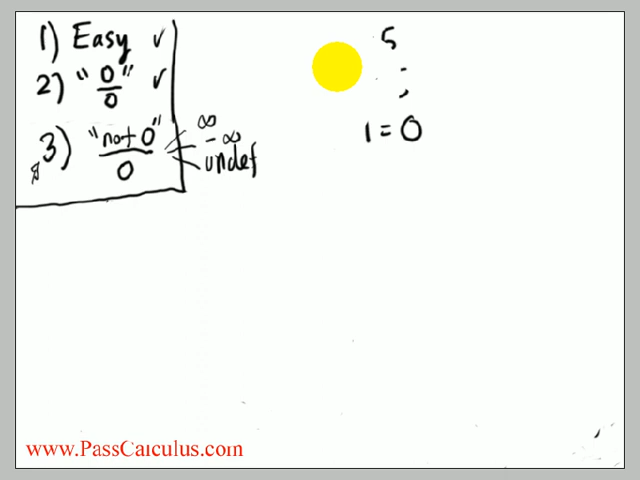 1) Easy ✓
2) "0/0" ✓
3) "not 0"/0 ∞
-∞
undef
5
1 = 0
www.PassCalculus.com